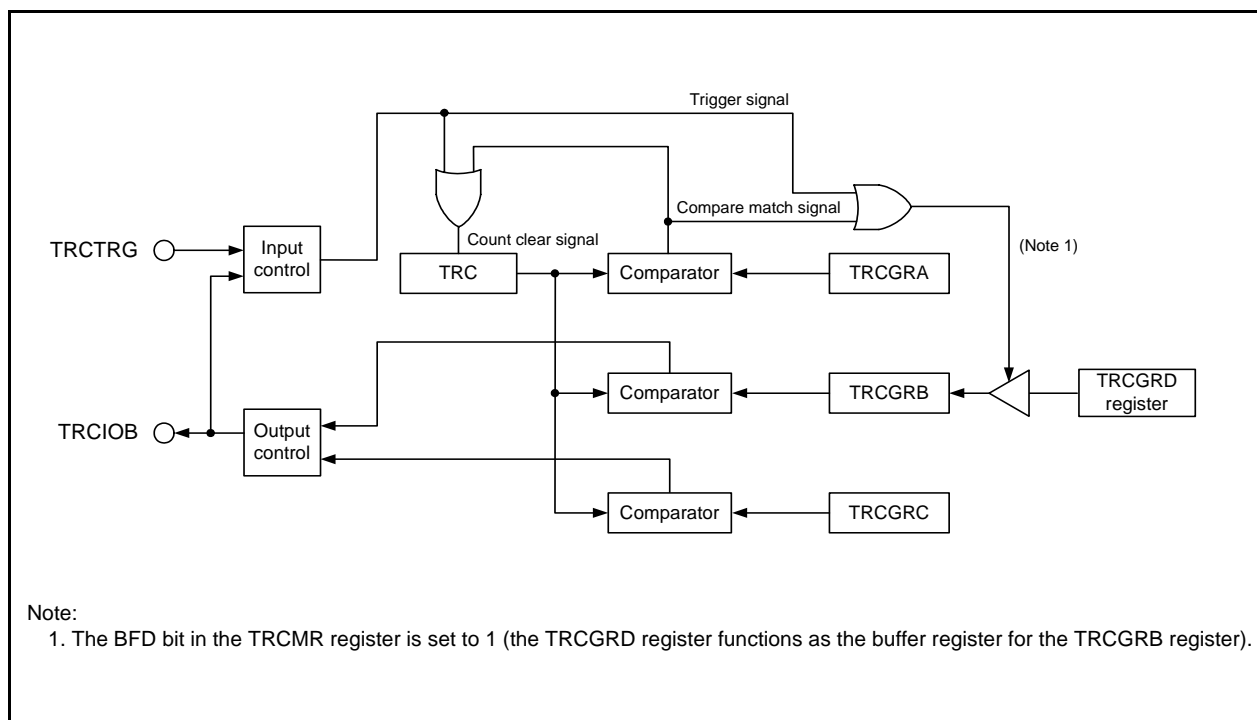 Trigger signal
Compare match signal
TRCTRG
Input
control
Count clear signal
(Note 1)
TRC
Comparator
TRCGRA
Comparator
TRCGRB
TRCGRD
register
TRCIOB
Output
control
Comparator
TRCGRC
Note:
1. The BFD bit in the TRCMR register is set to 1 (the TRCGRD register functions as the buffer register for the TRCGRB register).